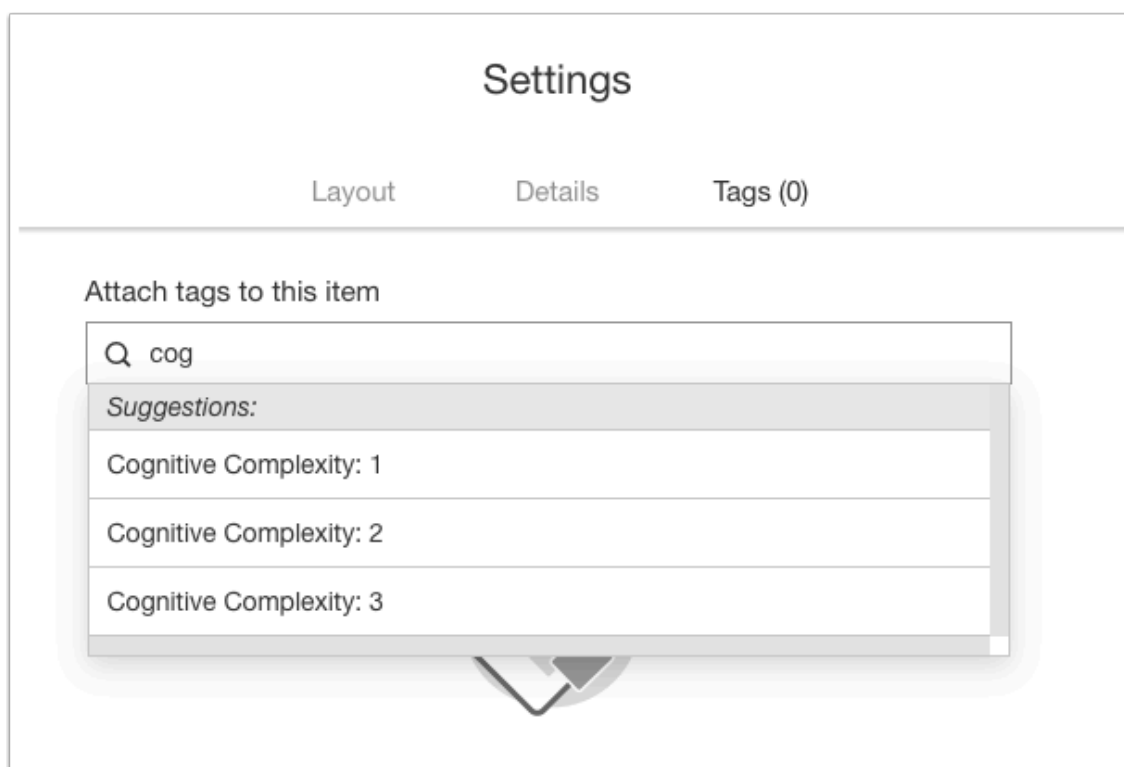 Settings
Layout Details Tags (0)
Attach tags to this item
cog
Suggestions:
Cognitive Complexity: 1
Cognitive Complexity: 2
Cognitive Complexity: 3